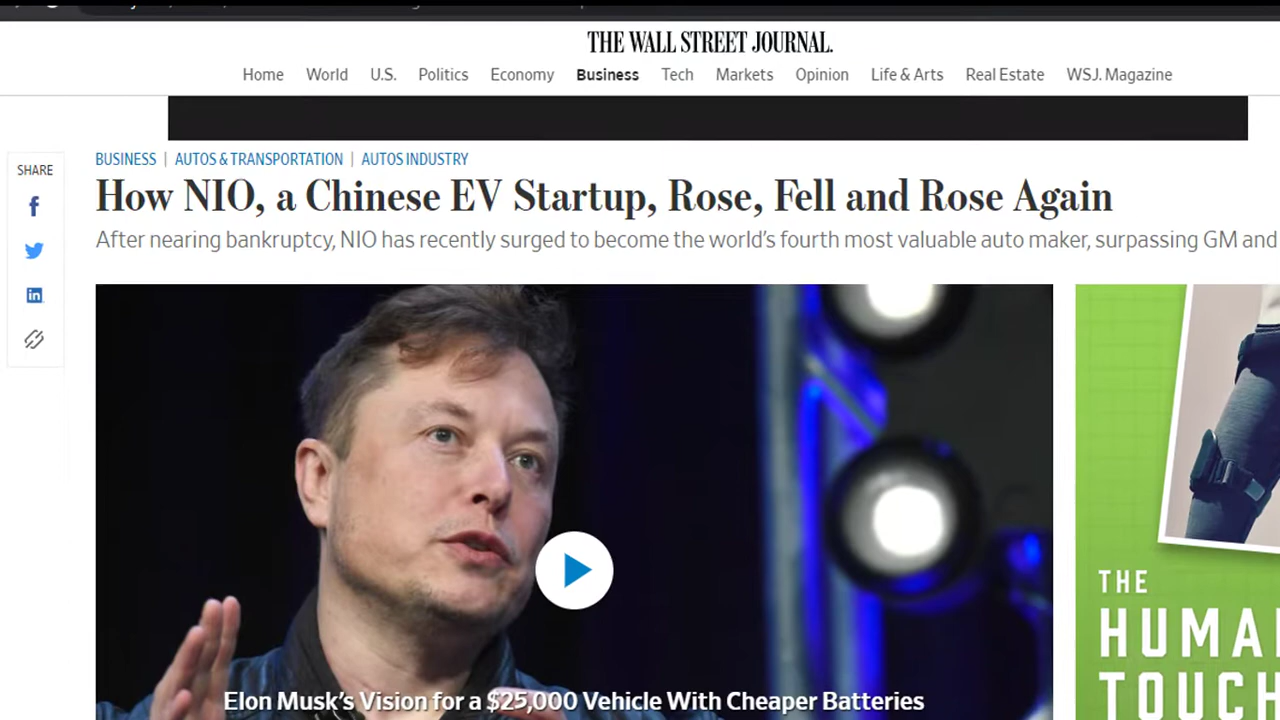 THE WALL STREET JOURNAL.
Home World U.S. Politics Economy Business Tech Markets Opinion Life & Arts Real Estate WSJ. Magazine
SHARE
BUSINESS | AUTOS & TRANSPORTATION | AUTOS INDUSTRY
How NIO, a Chinese EV Startup, Rose, Fell and Rose Again
After nearing bankruptcy, NIO has recently surged to become the world's fourth most valuable auto maker, surpassing GM and
Elon Musk's Vision for a $25,000 Vehicle With Cheaper Batteries
THE
TOUCH